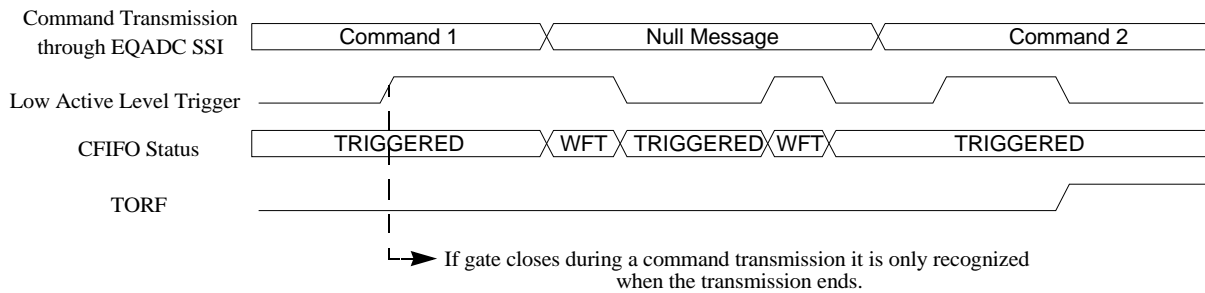 Command Transmission
through EQADC SSI
Command 1
Null Message
Command 2
Low Active Level Trigger
CFIFO Status
TRIGGERED
WFT
TRIGGERED
WFT
TRIGGERED
TORF
If gate closes during a command transmission it is only recognized
when the transmission ends.